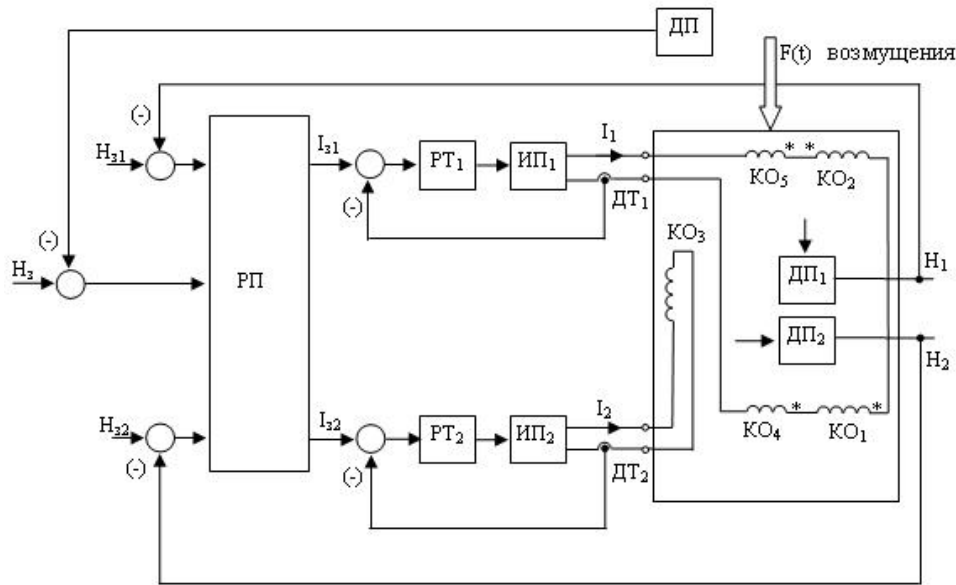 ДП
F(t) возмущения
(-)
Hз1
Iз1
РТ1
ИП1
I1
* *
КО5
КО2
(-)
ДТ1
(-)
КО3
Hз
РП
ДП1
H1
ДП2
H2
Hз2
Iз2
РТ2
ИП2
I2
* *
КО4
КО1
(-)
(-)
ДТ2